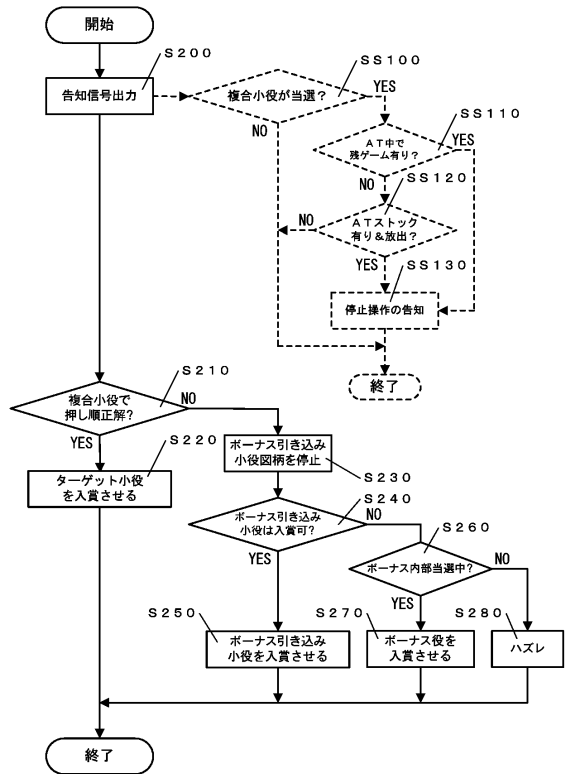 開始
S200
告知信号出力
SS100
複合小役が当選?
YES
NO
SS110
AT中で
残ゲーム有り?
YES
NO
SS120
ATストック
有り&放出?
NO
YES
SS130
停止操作の告知
終了
S210
複合小役で
押し順正解?
NO
YES
S220
ターゲット小役
を入賞させる
ボーナス引き込み
小役図柄を停止
S230
S240
ボーナス引き込み
小役は入賞可?
NO
YES
S260
ボーナス内部当選中?
NO
YES
S250
ボーナス引き込み
小役を入賞させる
S270
ボーナス役を
入賞させる
S280
ハズレ
終了